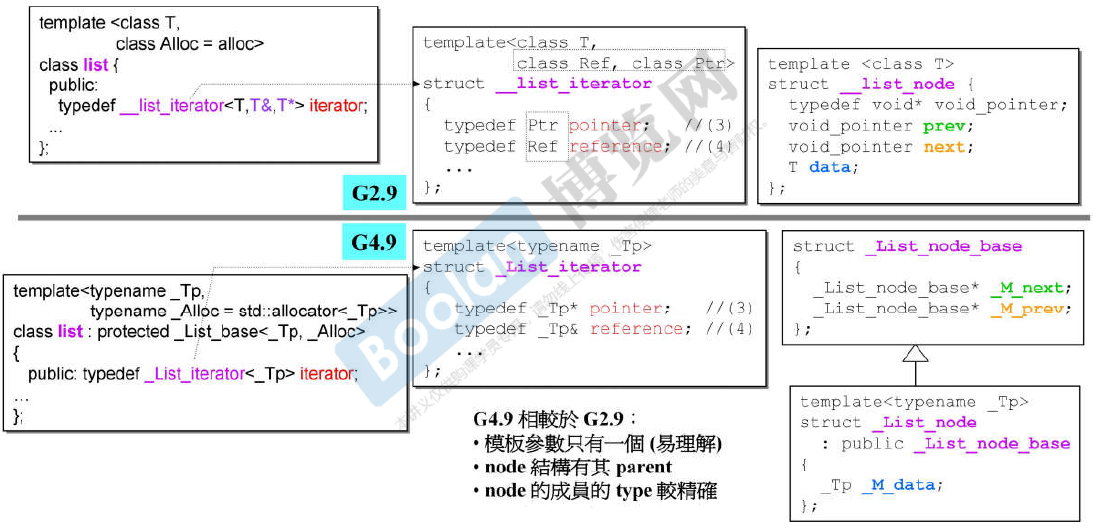 template <class T,
class Alloc = alloc>
class list {
public:
typedef __list_iterator<T,T&,T*> iterator;
...
};
template<class T,
class Ref, class Ptr>
struct __list_iterator
{
typedef Ptr pointer; //(3)
typedef Ref reference; //(4)
...
};
template <class T>
struct __list_node {
typedef void* void_pointer;
void_pointer prev;
void_pointer next;
T data;
};
G2.9
G4.9
template<typename _Tp,
typename _Alloc = std::allocator<_Tp>>
class list : protected _List_base<_Tp, _Alloc>
{
public: typedef _List_iterator<_Tp> iterator;
...
};
template<typename _Tp>
struct _List_iterator
{
typedef _Tp* pointer; //(3)
typedef _Tp& reference; //(4)
...
};
struct _List_node_base
{
_List_node_base* _M_next;
_List_node_base* _M_prev;
};
template<typename _Tp>
struct _List_node
: public _List_node_base
{
_Tp _M_data;
};
G4.9 相較於 G2.9：
• 模板參數只有一個 (易理解)
• node 結構有其 parent
• node 的成員的 type 較精確
Boolan 博览网